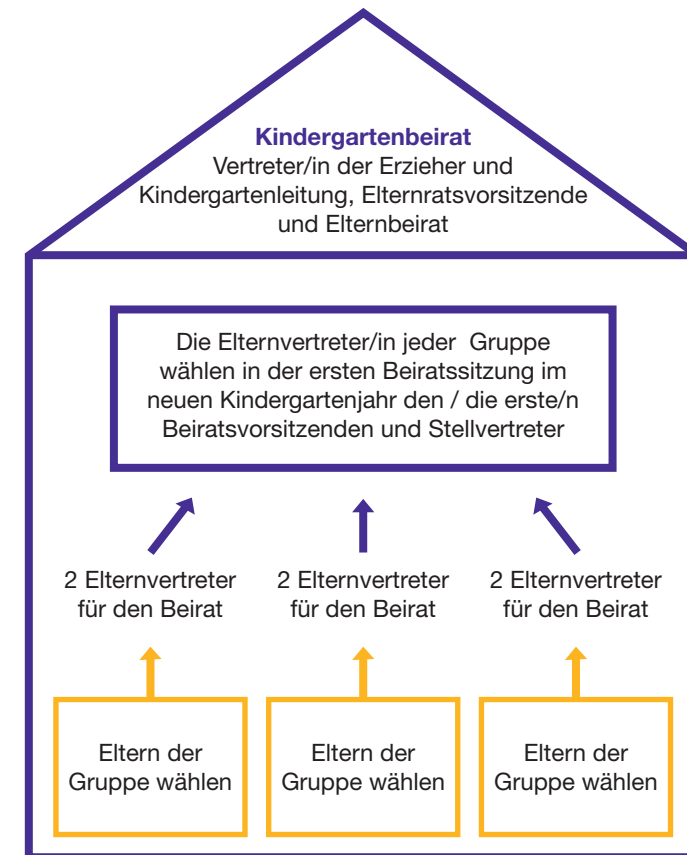 Kindergartenbeirat
Vertreter/in der Erzieher und
Kindergartenleitung, Elternratsvorsitzende
und Elternbeirat
Die Elternvertreter/in jeder Gruppe
wählen in der ersten Beiratssitzung im
neuen Kindergartenjahr den / die erste/n
Beiratsvorsitzenden und Stellvertreter
2 Elternvertreter
für den Beirat
2 Elternvertreter
für den Beirat
2 Elternvertreter
für den Beirat
Eltern der
Gruppe wählen
Eltern der
Gruppe wählen
Eltern der
Gruppe wählen